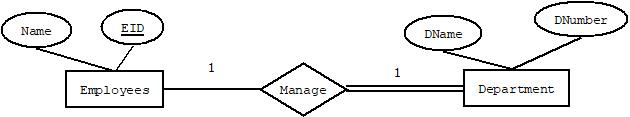 Name
EID
DName
DNumber
1
1
Employees
Manage
Department